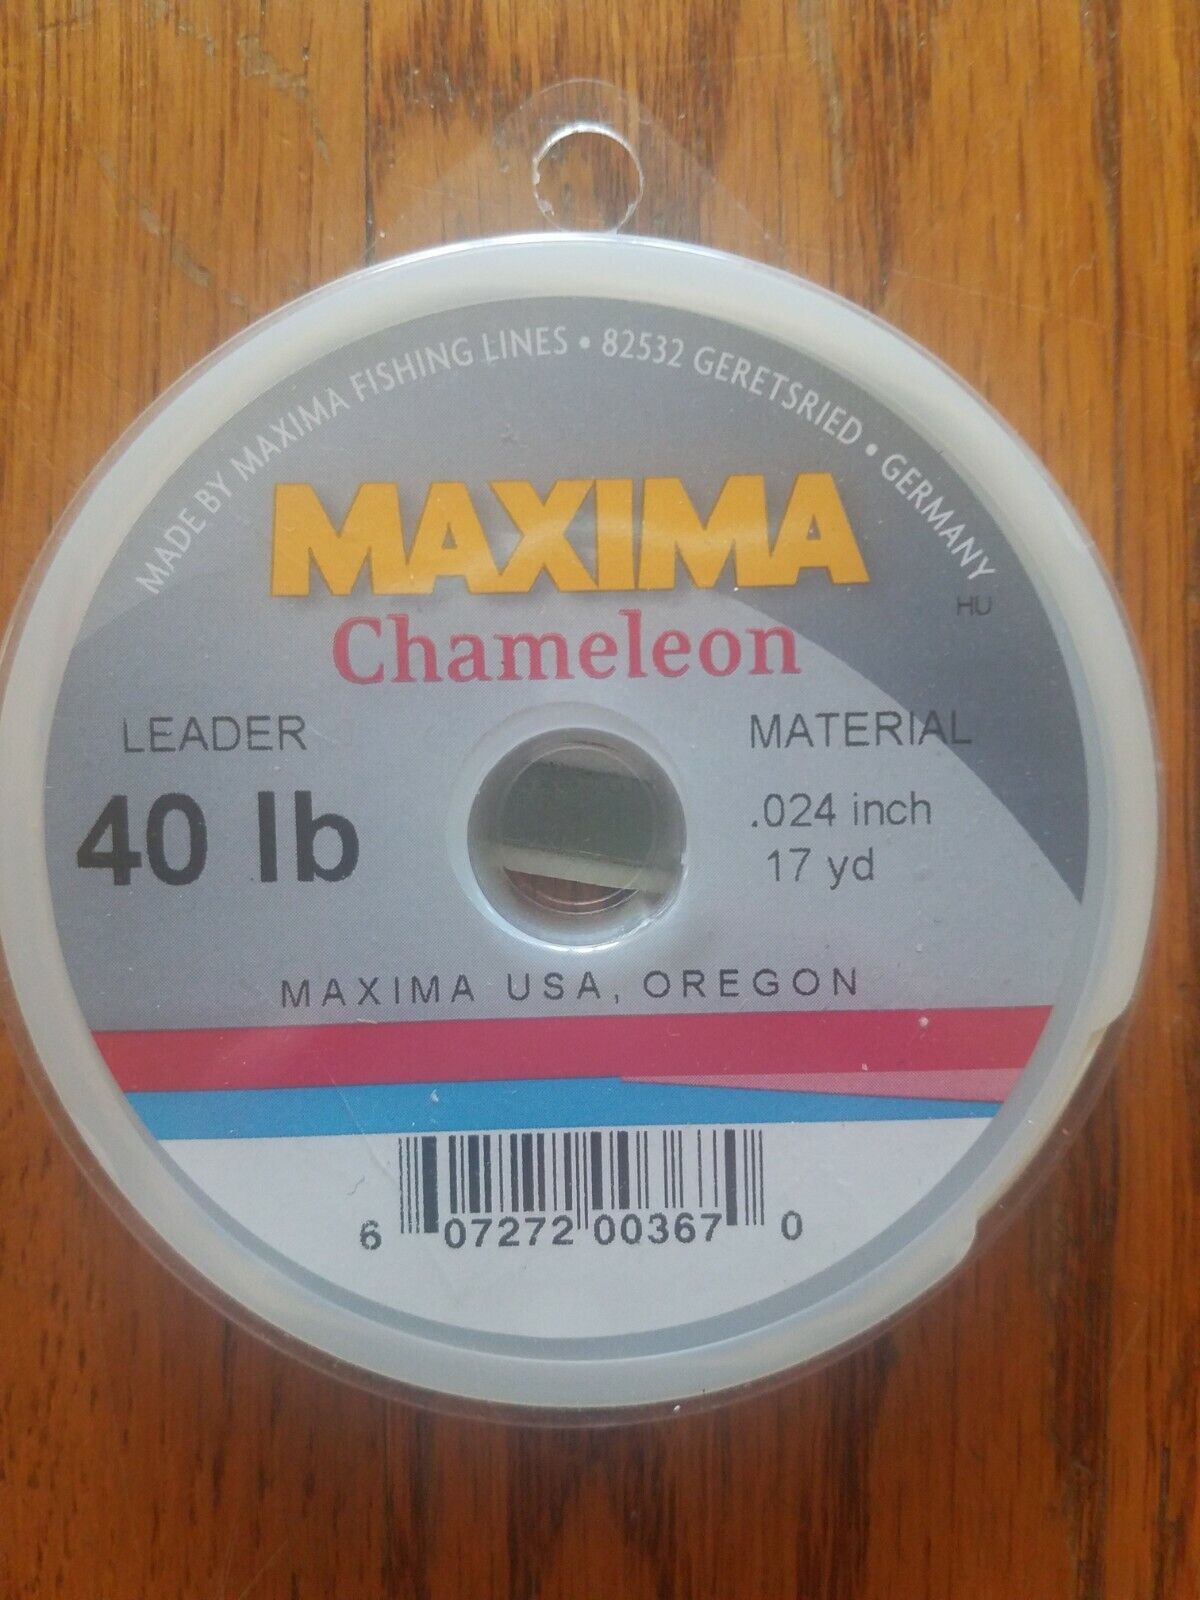 MADE BY MAXIMA FISHING LINES • 82532 GERETSRIED • GERMANY
HU
MAXIMA
Chameleon
LEADER MATERIAL
40 lb
.024 inch
17 yd
MAXIMA USA, OREGON
6 07272 00367 0